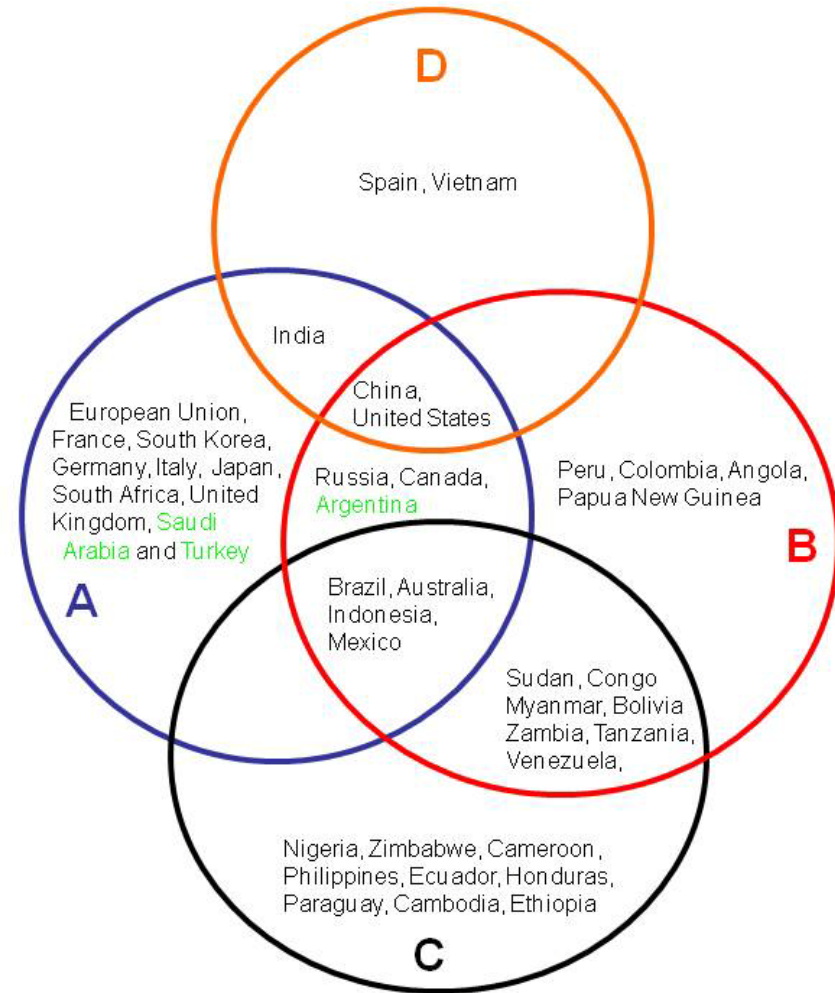 D
Spain, Vietnam
India
China,
United States
European Union,
France, South Korea,
Germany, Italy, Japan,
South Africa, United
Kingdom, Saudi
Arabia and Turkey
A
Russia, Canada,
Argentina
Peru, Colombia, Angola,
Papua New Guinea
B
Brazil, Australia,
Indonesia,
Mexico
Sudan, Congo
Myanmar, Bolivia
Zambia, Tanzania,
Venezuela,
Nigeria, Zimbabwe, Cameroon,
Philippines, Ecuador, Honduras,
Paraguay, Cambodia, Ethiopia
C